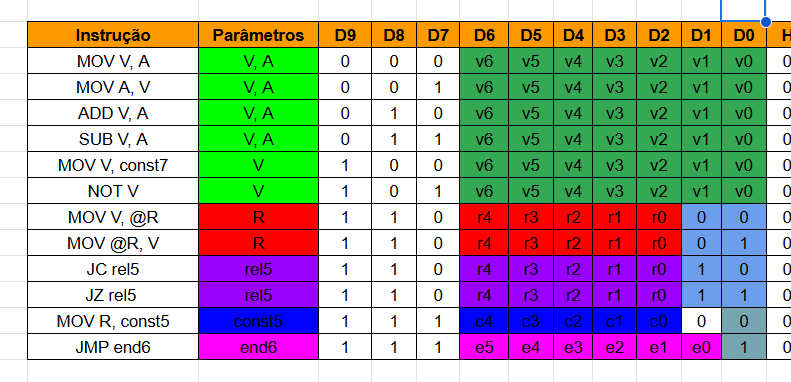 Instrução Parâmetros D9 D8 D7 D6 D5 D4 D3 D2 D1 D0 H
MOV V, A V, A 0 0 0 v6 v5 v4 v3 v2 v1 v0 0
MOV A, V V, A 0 0 1 v6 v5 v4 v3 v2 v1 v0 0
ADD V, A V, A 0 1 0 v6 v5 v4 v3 v2 v1 v0 0
SUB V, A V, A 0 1 1 v6 v5 v4 v3 v2 v1 v0 0
MOV V, const7 V 1 0 0 v6 v5 v4 v3 v2 v1 v0 0
NOT V V 1 0 1 v6 v5 v4 v3 v2 v1 v0 0
MOV V, @R R 1 1 0 r4 r3 r2 r1 r0 0 0 0
MOV @R, V R 1 1 0 r4 r3 r2 r1 r0 0 1 0
JC rel5 rel5 1 1 0 r4 r3 r2 r1 r0 1 0 0
JZ rel5 rel5 1 1 0 r4 r3 r2 r1 r0 1 1 0
MOV R, const5 const5 1 1 1 c4 c3 c2 c1 c0 0 0 0
JMP end6 end6 1 1 1 e5 e4 e3 e2 e1 e0 1 0